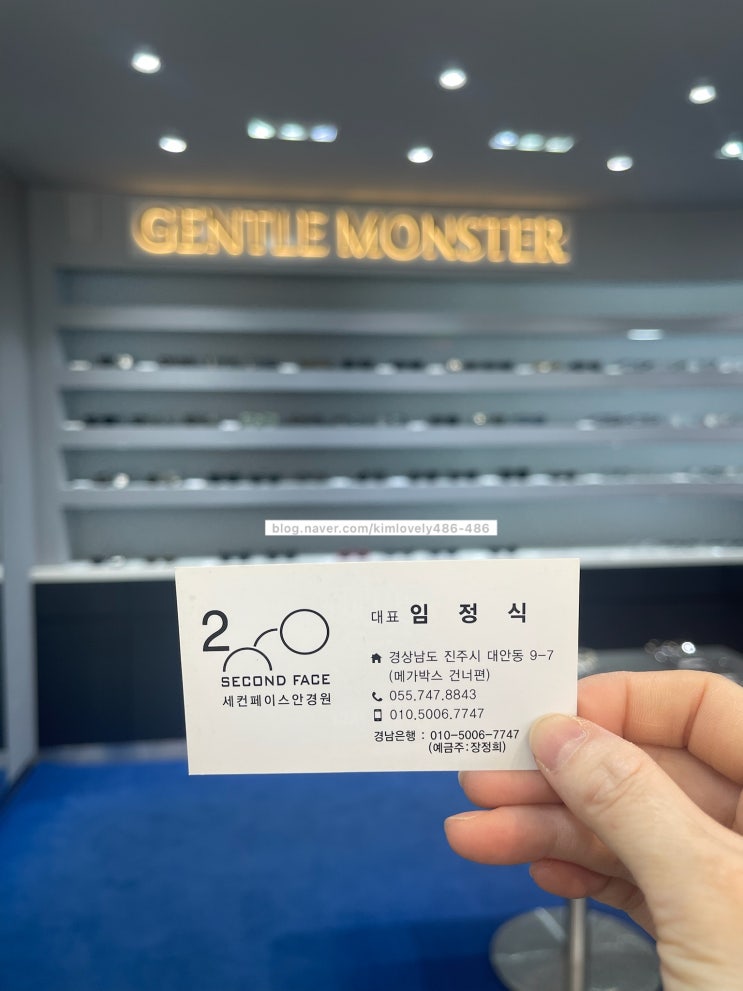 GENTLE MONSTER
blog.naver.com/kimlovely486-486
2
SECOND FACE
세컨페이스안경원
대표 임 정 식
경상남도 진주시 대안동 9-7
(메가박스 건너편)
055.747.8843
010.5006.7747
경남은행 : 010-5006-7747
(예금주:장정희)